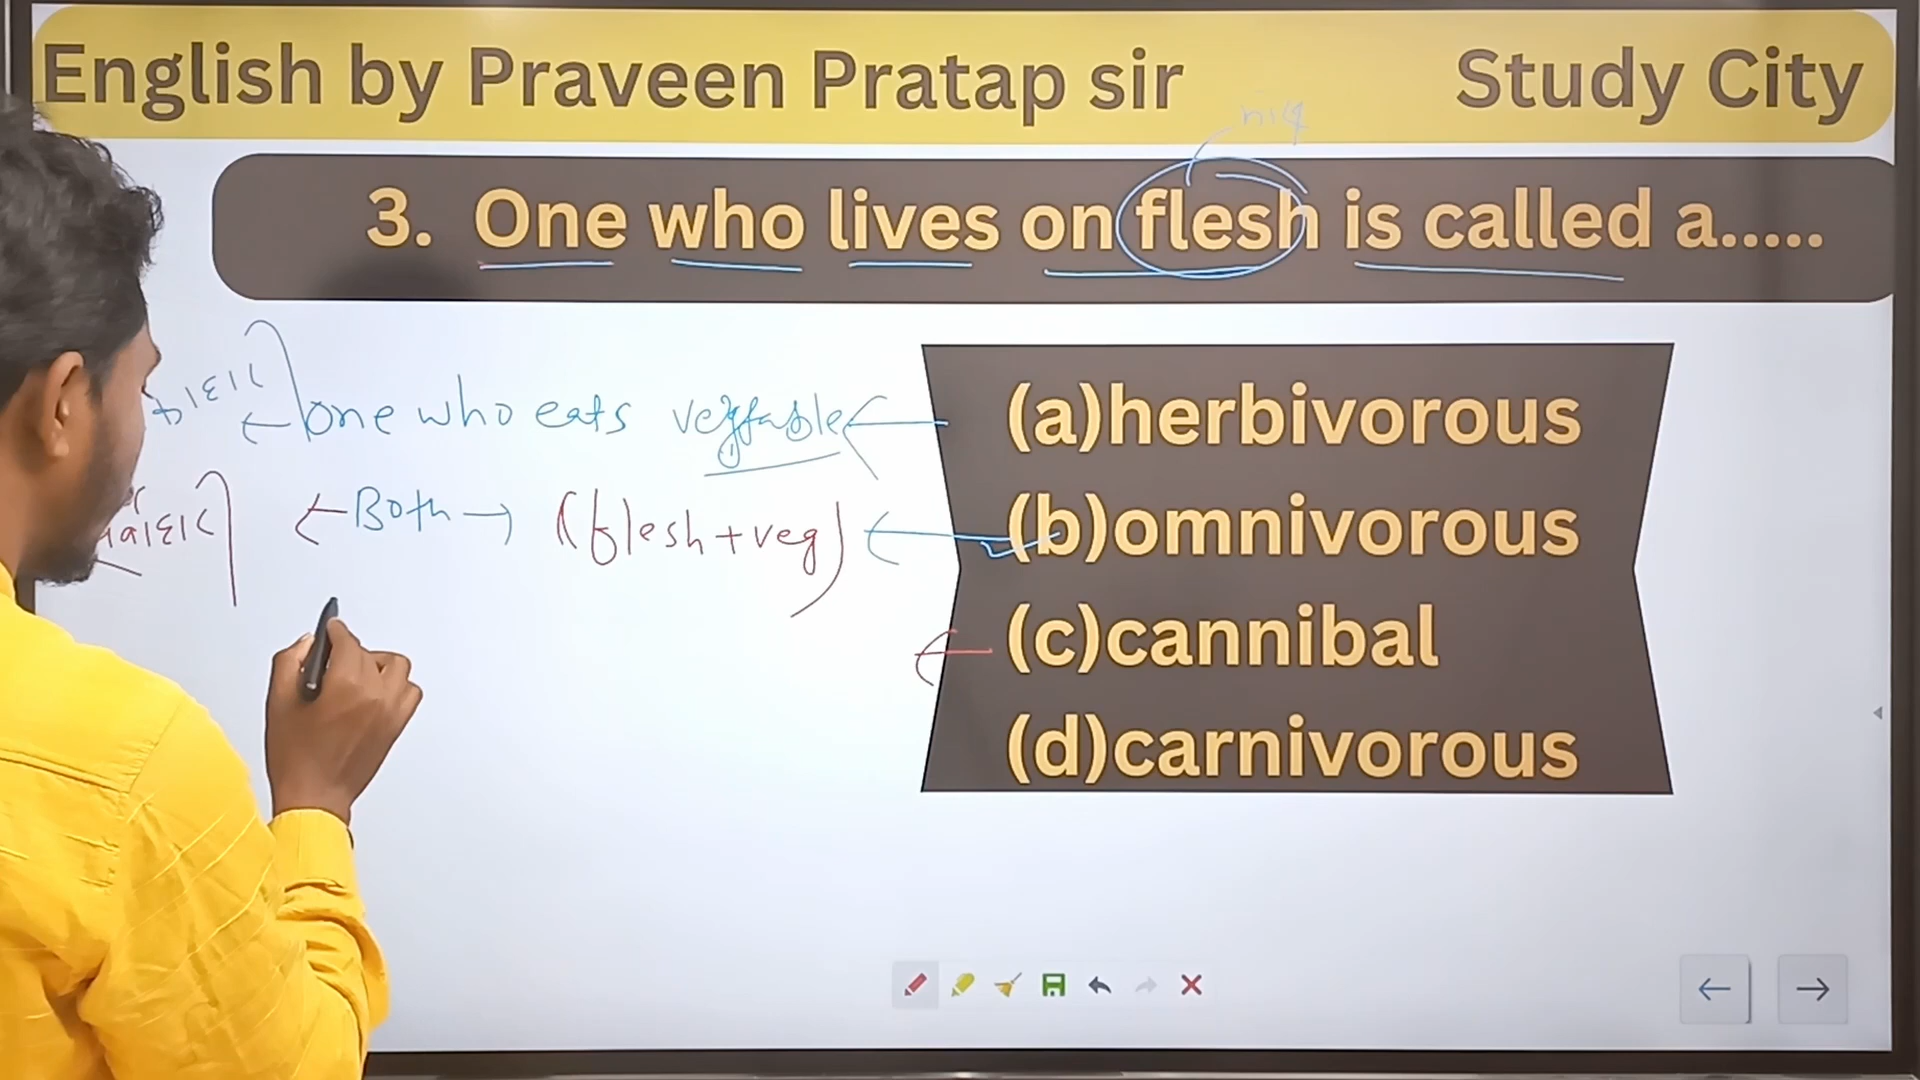 English by Praveen Pratap sir Study City
3. One who lives on flesh is called a.....
one who eats vegetable
(a)herbivorous
Both (flesh+veg)
(b)omnivorous
(c)cannibal
(d)carnivorous